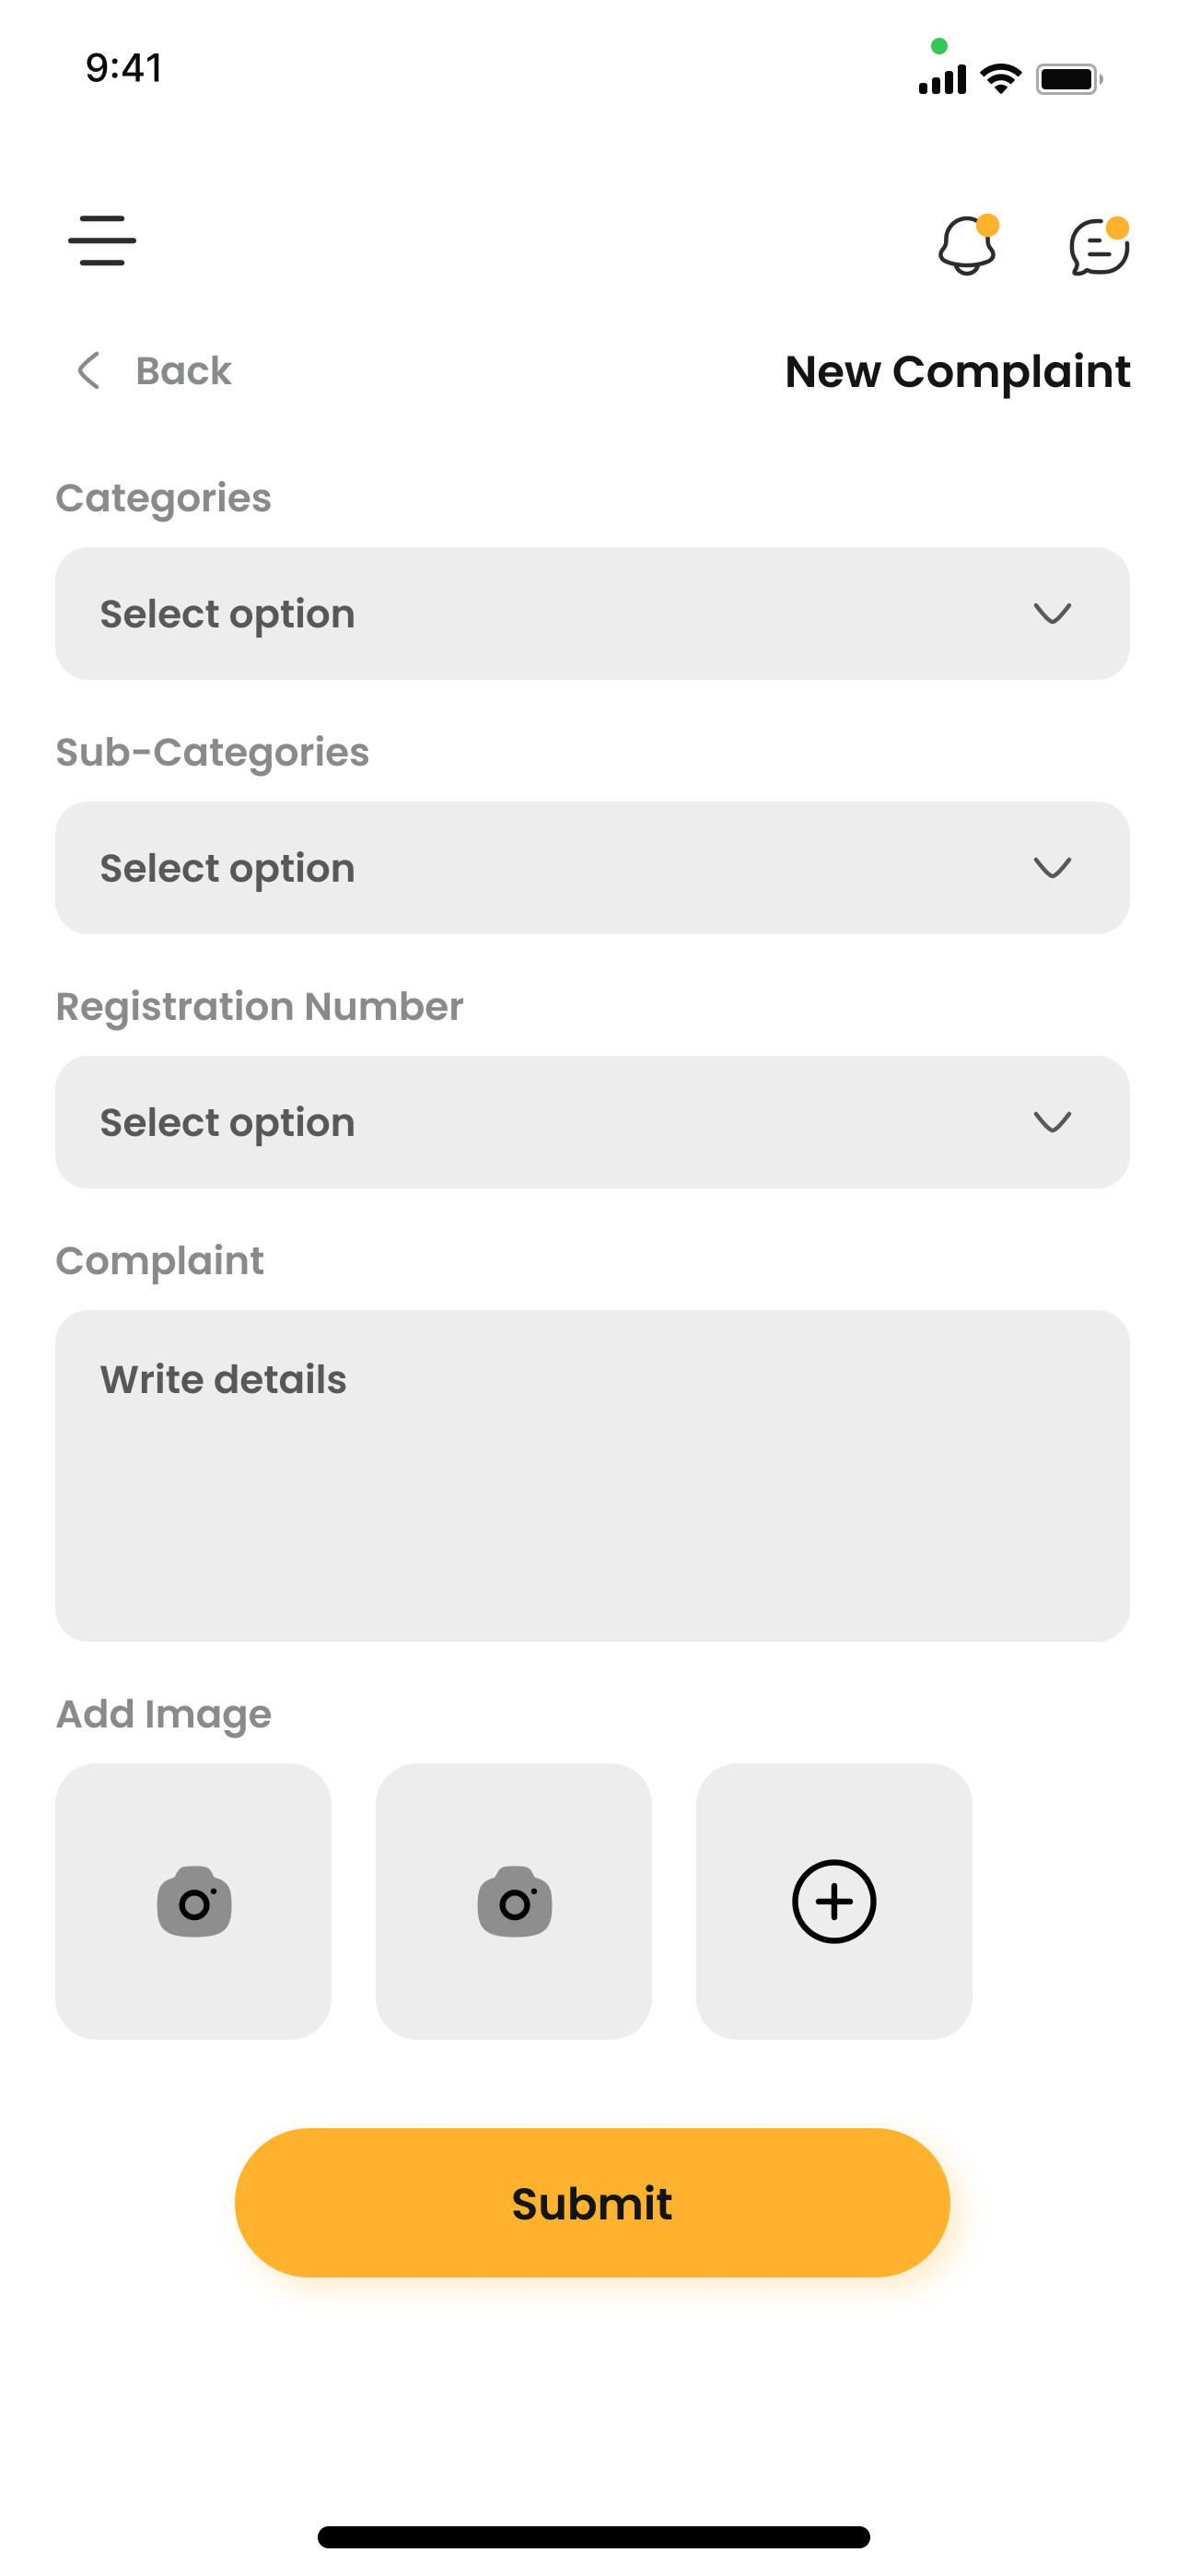 9:41
Back
New Complaint
Categories
Select option
Sub-Categories
Select option
Registration Number
Select option
Complaint
Write details
Add Image
Submit